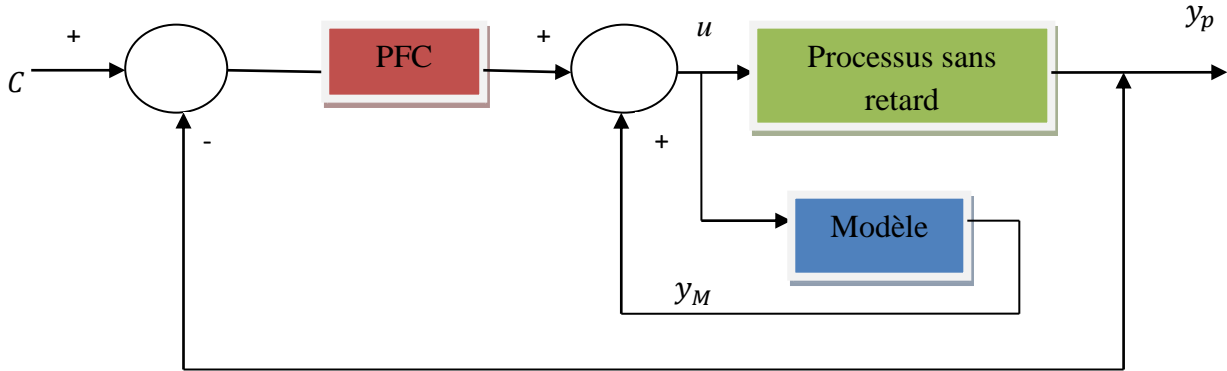 y_p
+
+
u
PFC
Processus sans
retard
C
-
+
Modèle
y_M